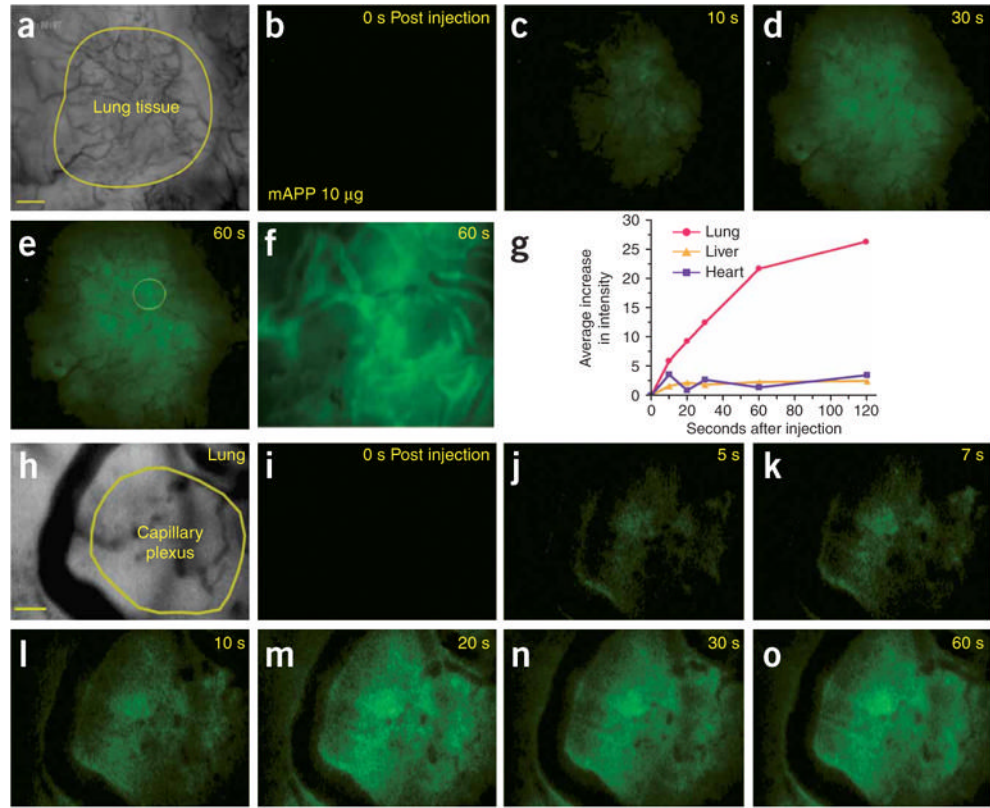 a
Lung tissue
b
0 s Post injection
mAPP 10 µg
c
10 s
d
30 s
e
60 s
f
60 s
g
Lung
Liver
Heart
Average increase
in intensity
30
25
20
15
10
5
0
0 20 40 60 80 100 120
Seconds after injection
h
Lung
Capillary
plexus
i
0 s Post injection
j
5 s
k
7 s
l
10 s
m
20 s
n
30 s
o
60 s